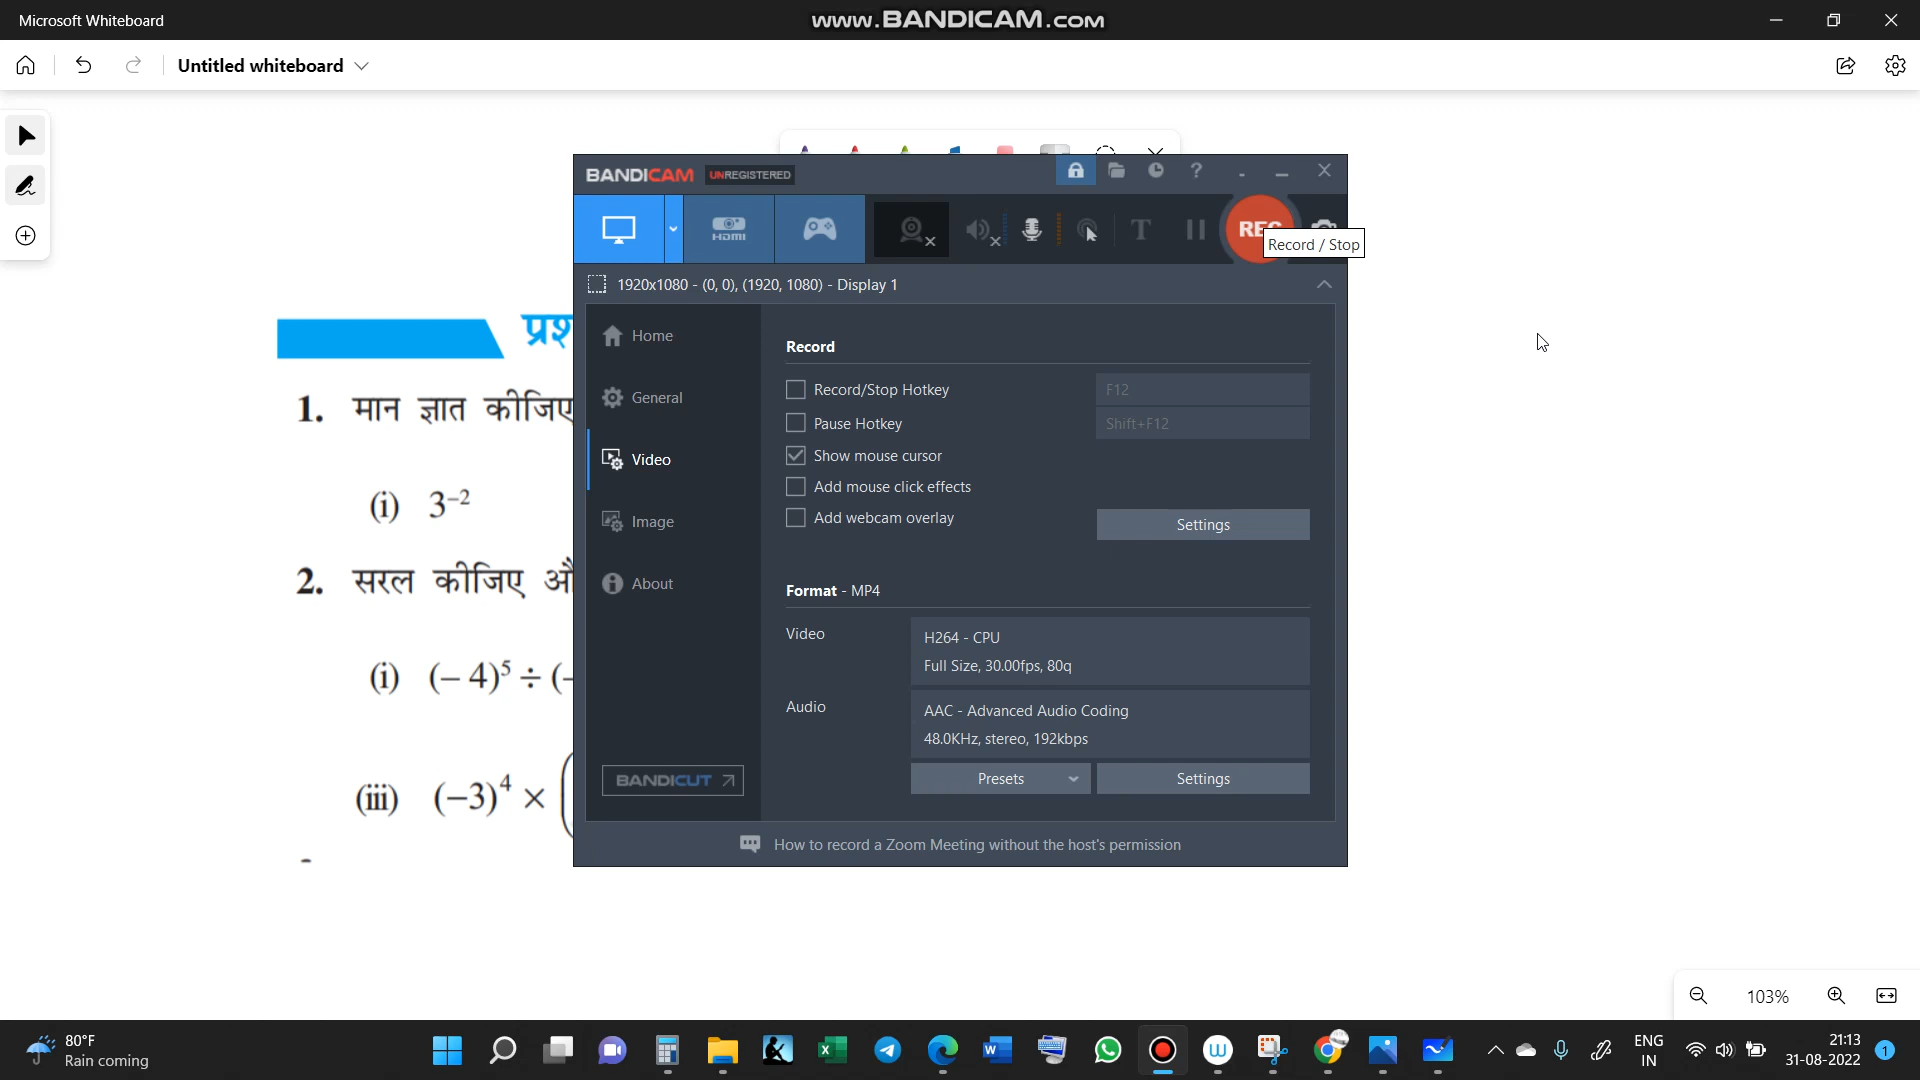 Microsoft Whiteboard
www.BANDICAM.com
Untitled whiteboard
BANDICAM UNREGISTERED
HDMI
T
REC
Record / Stop
1920x1080 - (0, 0), (1920, 1080) - Display 1
Home
General
Video
Image
About
BANDICUT
Record
Record/Stop Hotkey
F12
Pause Hotkey
Shift+F12
Show mouse cursor
Add mouse click effects
Add webcam overlay
Settings
Format - MP4
Video
H264 - CPU
Full Size, 30.00fps, 80q
Audio
AAC - Advanced Audio Coding
48.0KHz, stereo, 192kbps
Presets
Settings
How to record a Zoom Meeting without the host's permission
1. मान ज्ञात कीजिए
(i) 3⁻²
2. सरल कीजिए
(i) (– 4)⁵ ÷ (–
(iii) (–3)⁴ × (
103%
80°F
Rain coming
ENG
IN
21:13
31-08-2022
1